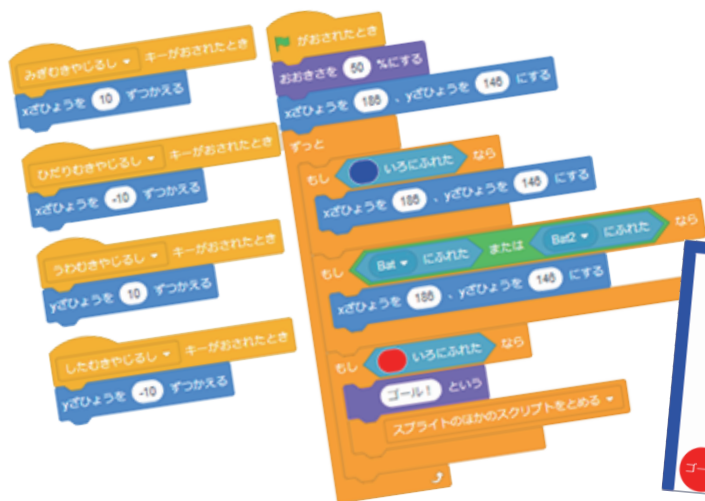 みぎむきやじるし キーがおされたとき
xざひょうを 10 ずつかえる
ひだりむきやじるし キーがおされたとき
xざひょうを -10 ずつかえる
うわむきやじるし キーがおされたとき
yざひょうを 10 ずつかえる
したむきやじるし キーがおされたとき
yざひょうを -10 ずつかえる
がおされたとき
おおきさを 50 %にする
xざひょうを 186 、yざひょうを 146 にする
ずっと
もし いろにふれた なら
xざひょうを 186 、yざひょうを 146 にする
もし Bat にふれた または Bat2 にふれた なら
xざひょうを 186 、yざひょうを 146 にする
もし いろにふれた なら
ゴール! という
スプライトのほかのスクリプトをとめる
ゴー